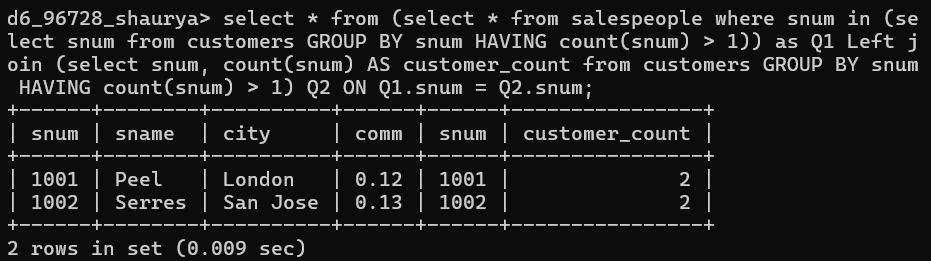 d6_96728_shaurya> select * from (select * from salespeople where snum in (se
lect snum from customers GROUP BY snum HAVING count(snum) > 1)) as Q1 Left j
oin (select snum, count(snum) AS customer_count from customers GROUP BY snum
 HAVING count(snum) > 1) Q2 ON Q1.snum = Q2.snum;
+------+--------+----------+------+------+----------------+
| snum | sname  | city     | comm | snum | customer_count |
+------+--------+----------+------+------+----------------+
| 1001 | Peel   | London   | 0.12 | 1001 |              2 |
| 1002 | Serres | San Jose | 0.13 | 1002 |              2 |
+------+--------+----------+------+------+----------------+
2 rows in set (0.009 sec)